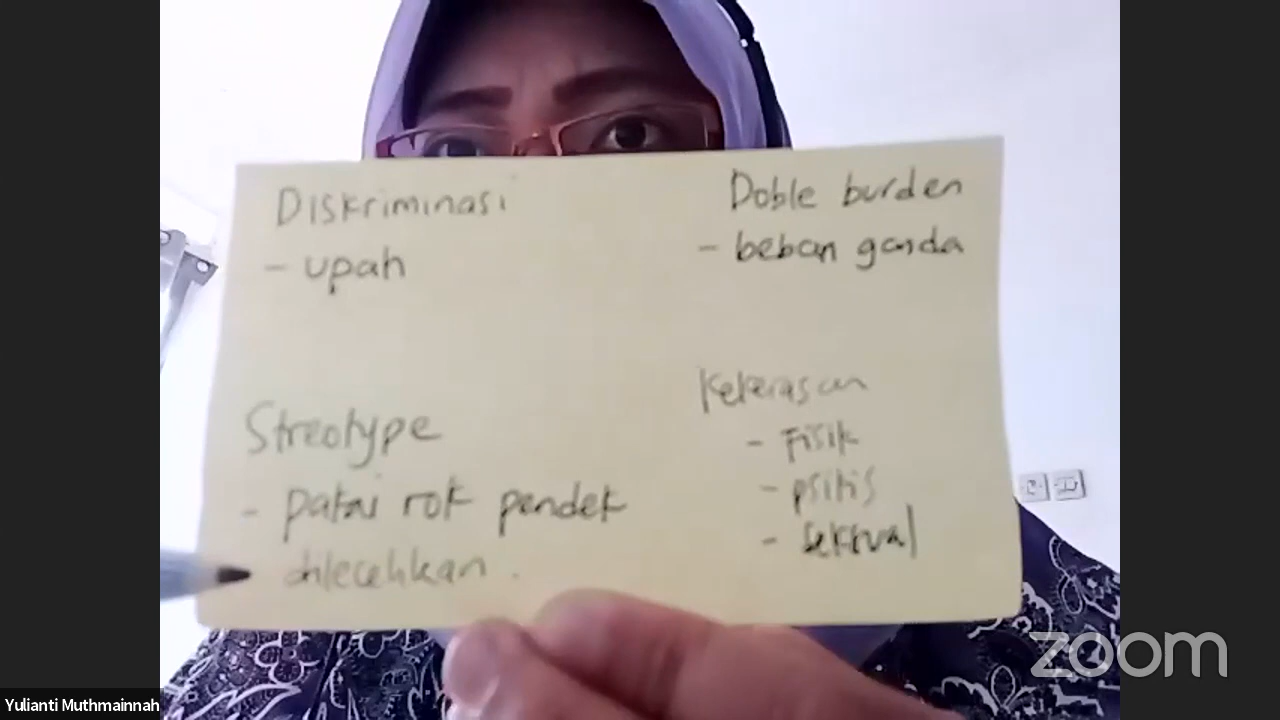 Diskriminasi
- upah
Doble burden
- beban ganda
Streotype
- pakai rok pendek
dilecehkan.
Kekerasan
- Fisik
- psikis
- seksual
zoom
Yulianti Muthmainnah